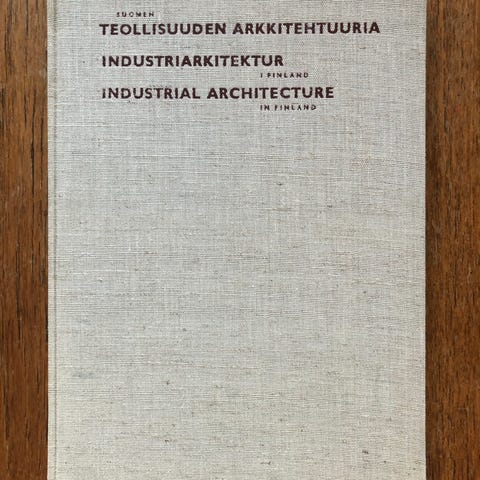 SUOMEN
TEOLLISUUDEN ARKKITEHTUURIA
INDUSTRIARKITEKTUR
I FINLAND
INDUSTRIAL ARCHITECTURE
IN FINLAND